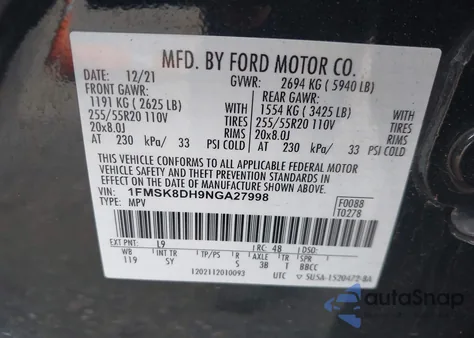 MFD. BY FORD MOTOR CO.
DATE: 12/21 GVWR: 2694 KG ( 5940 LB)
FRONT GAWR: REAR GAWR:
1191 KG ( 2625 LB) 1554 KG ( 3425 LB)
255/55R20 110V TIRES 255/55R20 110V TIRES
20x8.0J RIMS 20x8.0J RIMS
AT 230 kPa/ 33 PSI COLD AT 230 kPa/ 33 PSI COLD
THIS VEHICLE CONFORMS TO ALL APPLICABLE FEDERAL MOTOR
VEHICLE SAFETY AND THEFT PREVENTION STANDARDS IN EFFECT
ON THE DATE OF MANUFACTURE SHOWN ABOVE.
VIN: 1FMSK8DH9NGA27998 F0088
TYPE: MPV T0278
EXT PNT: L9 RC: 48 DSO:
WB INT TR TP/PS R AXLE TR SPR
119 SY S 3B T BBCC
1202112010093 UTC
autoSnap